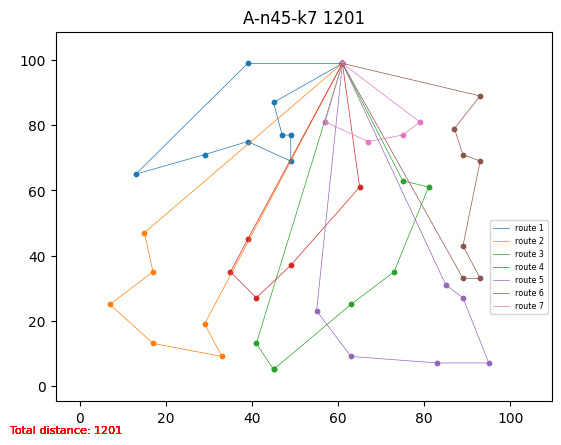 A-n45-k7 1201
100
80
60
40
20
0
route 1
route 2
route 3
route 4
route 5
route 6
route 7
0 20 40 60 80 100
Total distance: 1201